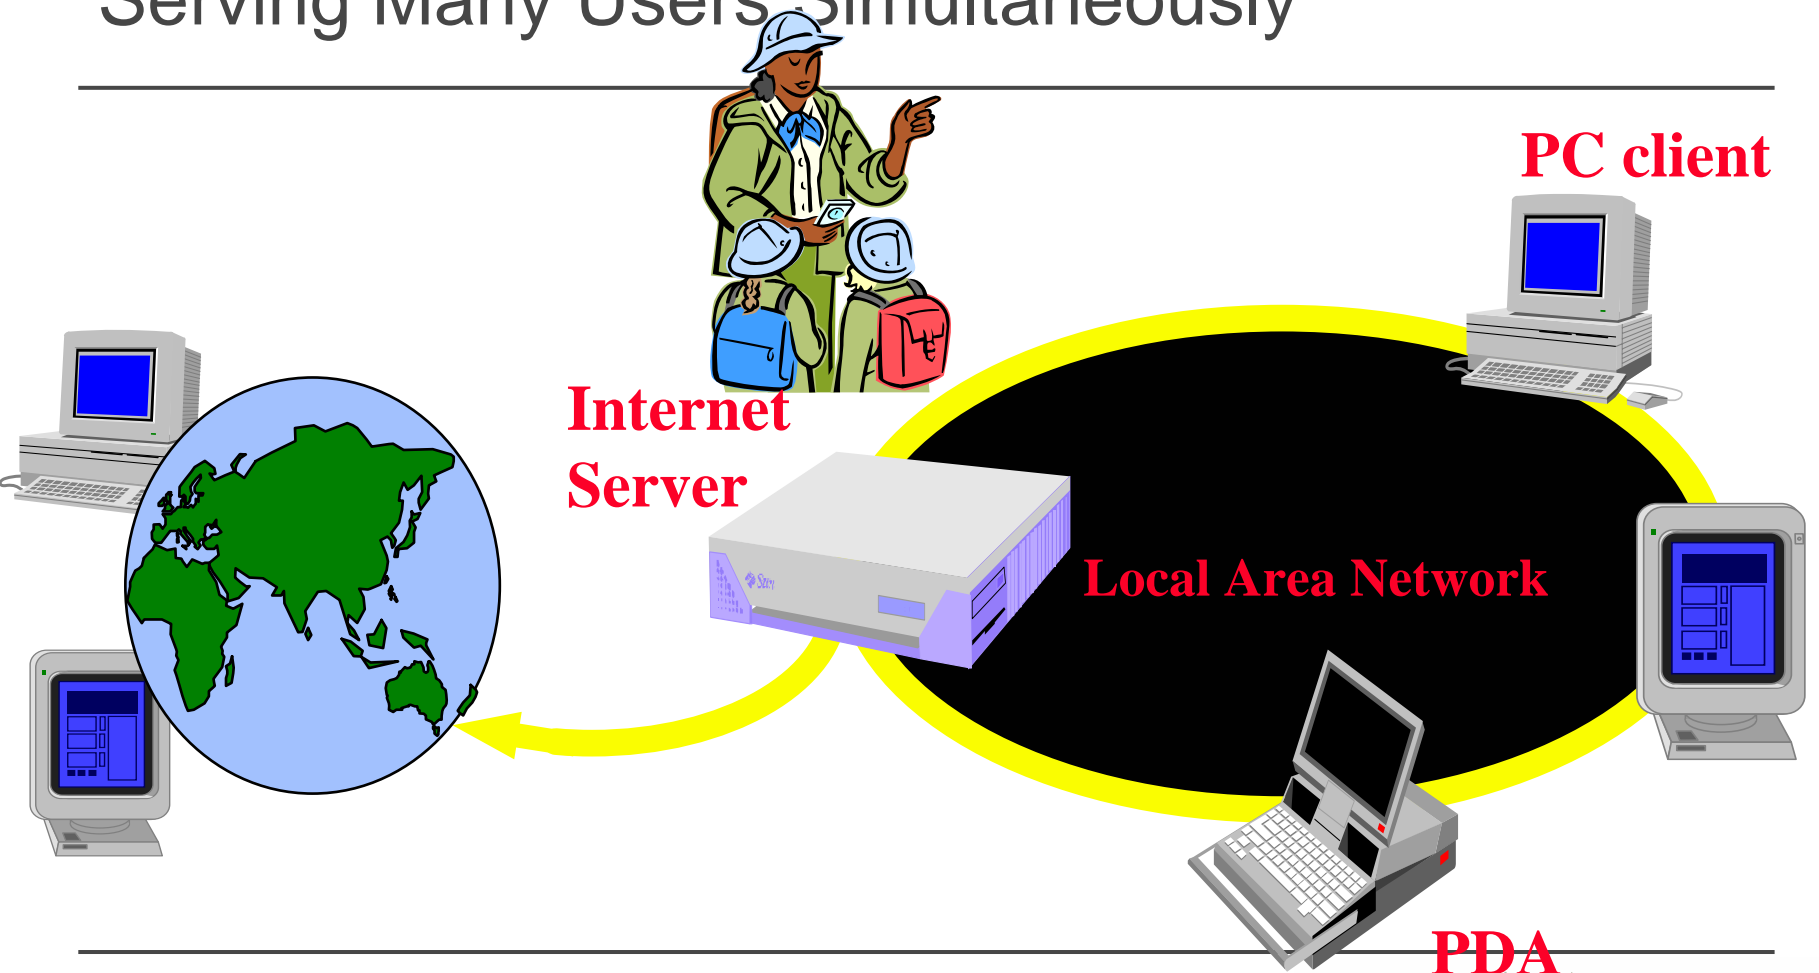 Serving Many Users Simultaneously
PC client
Internet
Server
Local Area Network
PDA